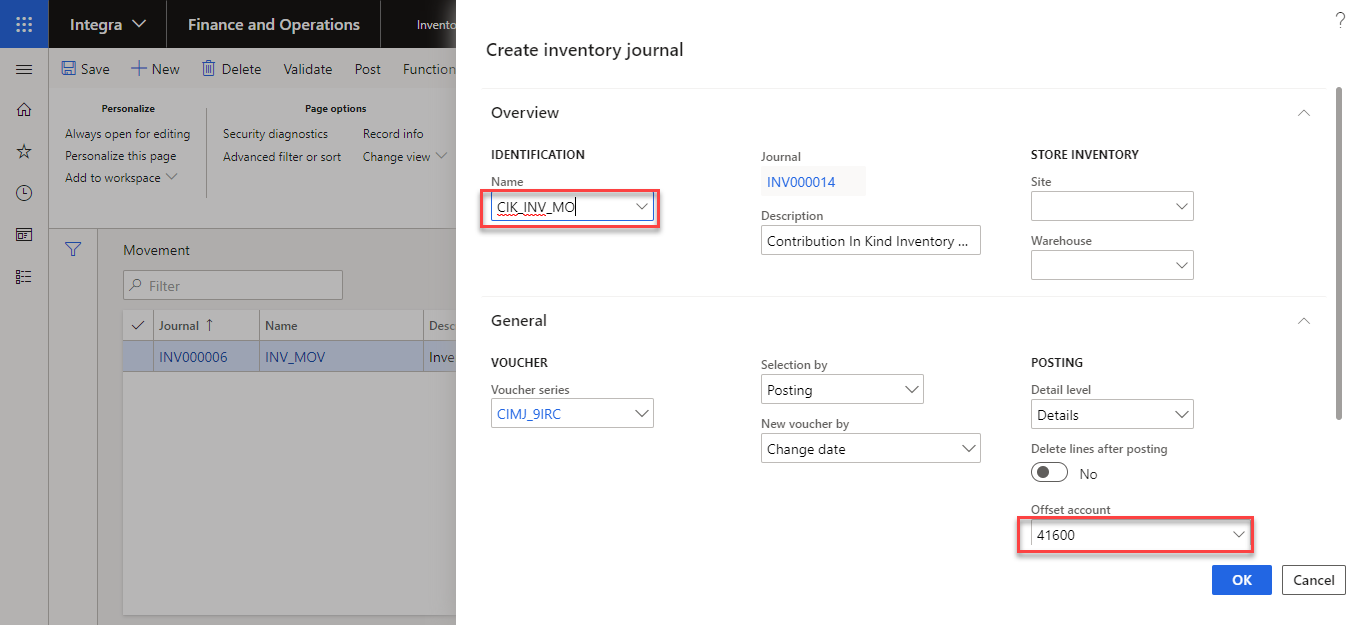 Integra
Finance and Operations
Invento
?
Create inventory journal
Save
New
Delete
Validate
Post
Function
Personalize
Always open for editing
Personalize this page
Add to workspace
Page options
Security diagnostics
Advanced filter or sort
Record info
Change view
Movement
Filter
Journal ↑
Name
Desc
INV000006
INV_MOV
Inve
Overview
IDENTIFICATION
Name
CIK_INV_MO
Journal
INV000014
Description
Contribution In Kind Inventory ...
STORE INVENTORY
Site
Warehouse
General
VOUCHER
Voucher series
CIMJ_9IRC
Selection by
Posting
New voucher by
Change date
POSTING
Detail level
Details
Delete lines after posting
No
Offset account
41600
OK
Cancel